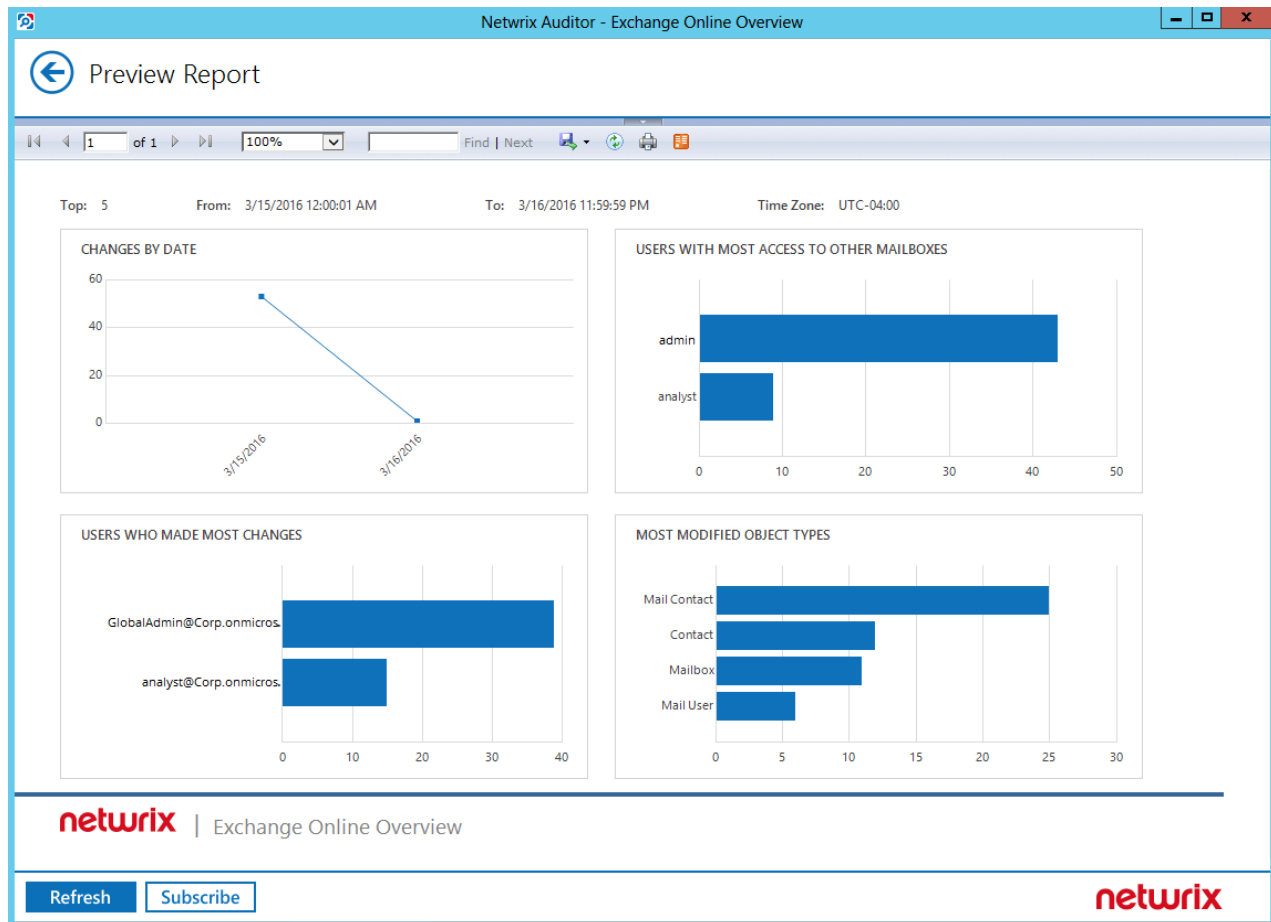 Netwrix Auditor - Exchange Online Overview
Preview Report
1 of 1 100% Find | Next
Top: 5 From: 3/15/2016 12:00:01 AM To: 3/16/2016 11:59:59 PM Time Zone: UTC-04:00
CHANGES BY DATE
60
40
20
0
3/15/2016 3/16/2016
USERS WITH MOST ACCESS TO OTHER MAILBOXES
admin
analyst
0 10 20 30 40 50
USERS WHO MADE MOST CHANGES
GlobalAdmin@Corp.onmicros.
analyst@Corp.onmicros.
0 10 20 30 40
MOST MODIFIED OBJECT TYPES
Mail Contact
Contact
Mailbox
Mail User
0 5 10 15 20 25 30
netwrix | Exchange Online Overview
Refresh Subscribe netwrix